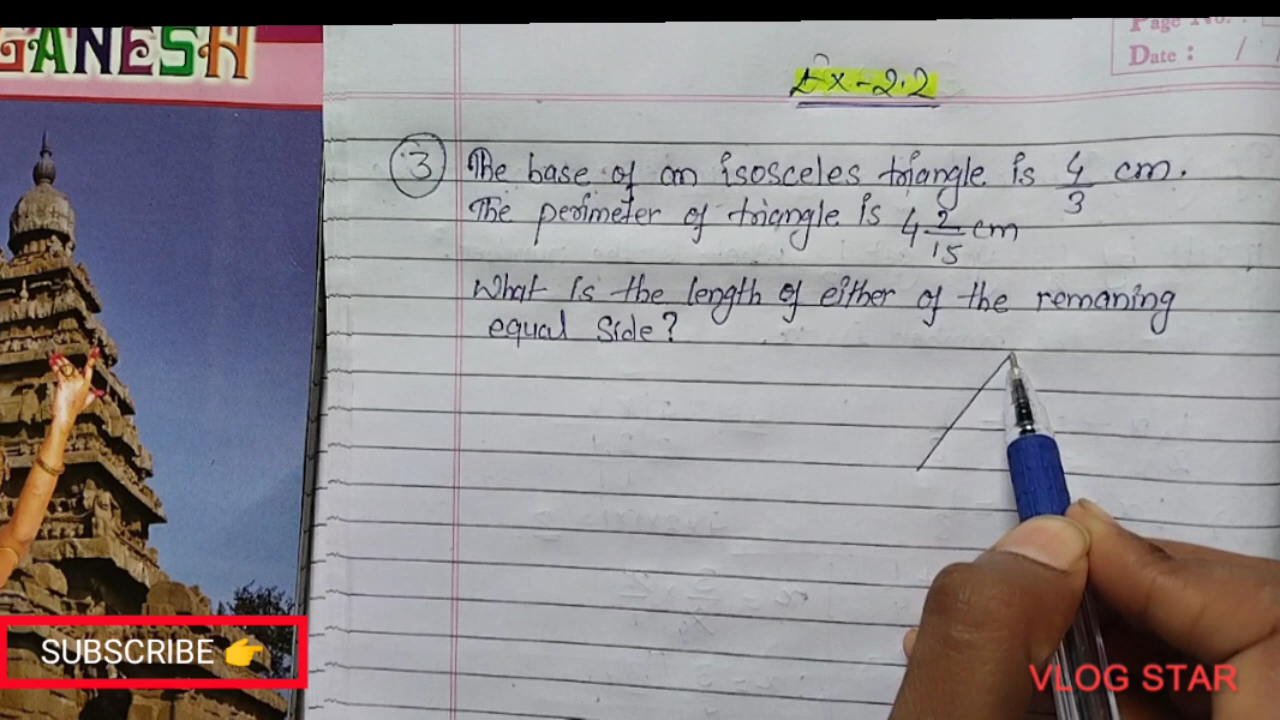 GANESH
Page No. :
Date : / /
Ex - 2.2
3 The base of an isosceles triangle is 4/3 cm.
The perimeter of triangle is 4 2/15 cm
What is the length of either of the remaning
equal side?
SUBSCRIBE 👉
VLOG STAR